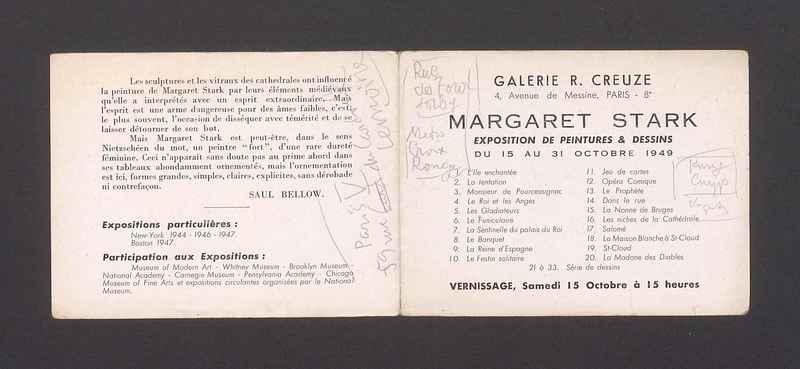 Les sculptures et les vitraux des cathedrales ont influencé
la peinture de Margaret Stark par leurs éléments médiévaux
qu'elle a interprétés avec un esprit extraordinaire. Mais
l'esprit est une arme dangereuse pour des âmes faibles, c'est
le plus souvent, l'occasion de disséquer avec témérité et de se
laisser détourner de son but.
Mais Margaret Stark est peut-être, dans le sens
Nietzschéen du mot, un peintre "fort", d'une rare dureté
féminine. Ceci n'apparait sans doute pas au prime abord dans
ses tableaux abondamment ornementés, mais l'ornementation
est ici, formes grandes, simples, claires, explicites, sans dérobade
ni contrefaçon.
SAUL BELLOW.
Expositions particulières :
New-York 1944 - 1946 - 1947.
Boston 1947.
Participation aux Expositions :
Museum of Modern Art - Whitney Museum - Brooklyn Museum -
National Academy - Carnegie Museum - Pensylvania Academy - Chicago
Museum of Fine Arts et expositions circulantes organisées par le National
Museum.
Paris V
59 rue du Cardinal
Lemoine
Rue
Métro
Croix
Rouge
GALERIE R. CREUZE
4, Avenue de Messine, PARIS - 8e
MARGARET STARK
EXPOSITION DE PEINTURES & DESSINS
DU 15 AU 31 OCTOBRE 1949
1. L'Ile enchantée
2. La tentation
3. Monsieur de Pourceaugnac
4. Le Roi et les Anges
5. Les Gladiateurs
6. Le Funiculaire
7. La Sentinelle du palais du Roi
8. Le Banquet
9. La Reine d'Espagne
10. Le Festin solitaire
11. Jeu de cartes
12. Opéra Comique
13. Le Prophète
14. Dans la rue
15. La Nonne de Bruges
16. Les niches de la Cathédrale
17. Salomé
18. La Maison Blanche à St-Cloud
19. St-Cloud
20. La Madone des Diables
21 à 33. Série de dessins
VERNISSAGE, Samedi 15 Octobre à 15 heures